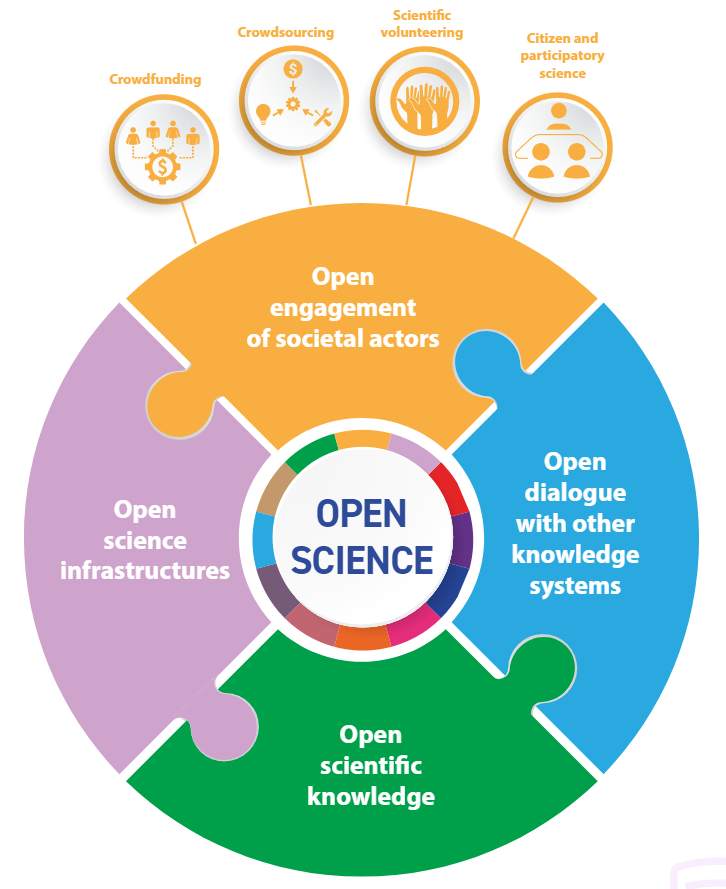 Scientific
volunteering
Crowdsourcing
Citizen and
participatory
science
Crowdfunding
$
$
Open
engagement
of societal actors
Open
dialogue
with other
knowledge
systems
Open
science
infrastructures
OPEN
SCIENCE
Open
scientific
knowledge